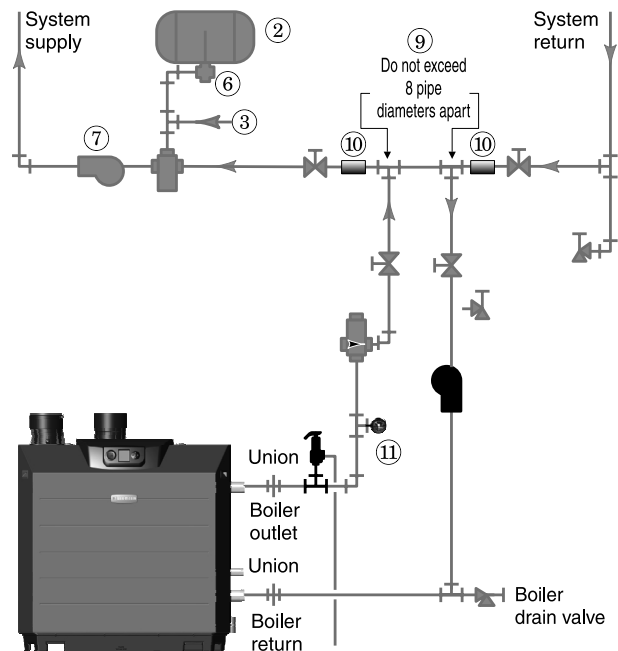 System
supply
2
9
System
return
6
Do not exceed
8 pipe
diameters apart
3
7
10
10
11
Union
Boiler
outlet
Union
Boiler
return
Boiler
drain valve